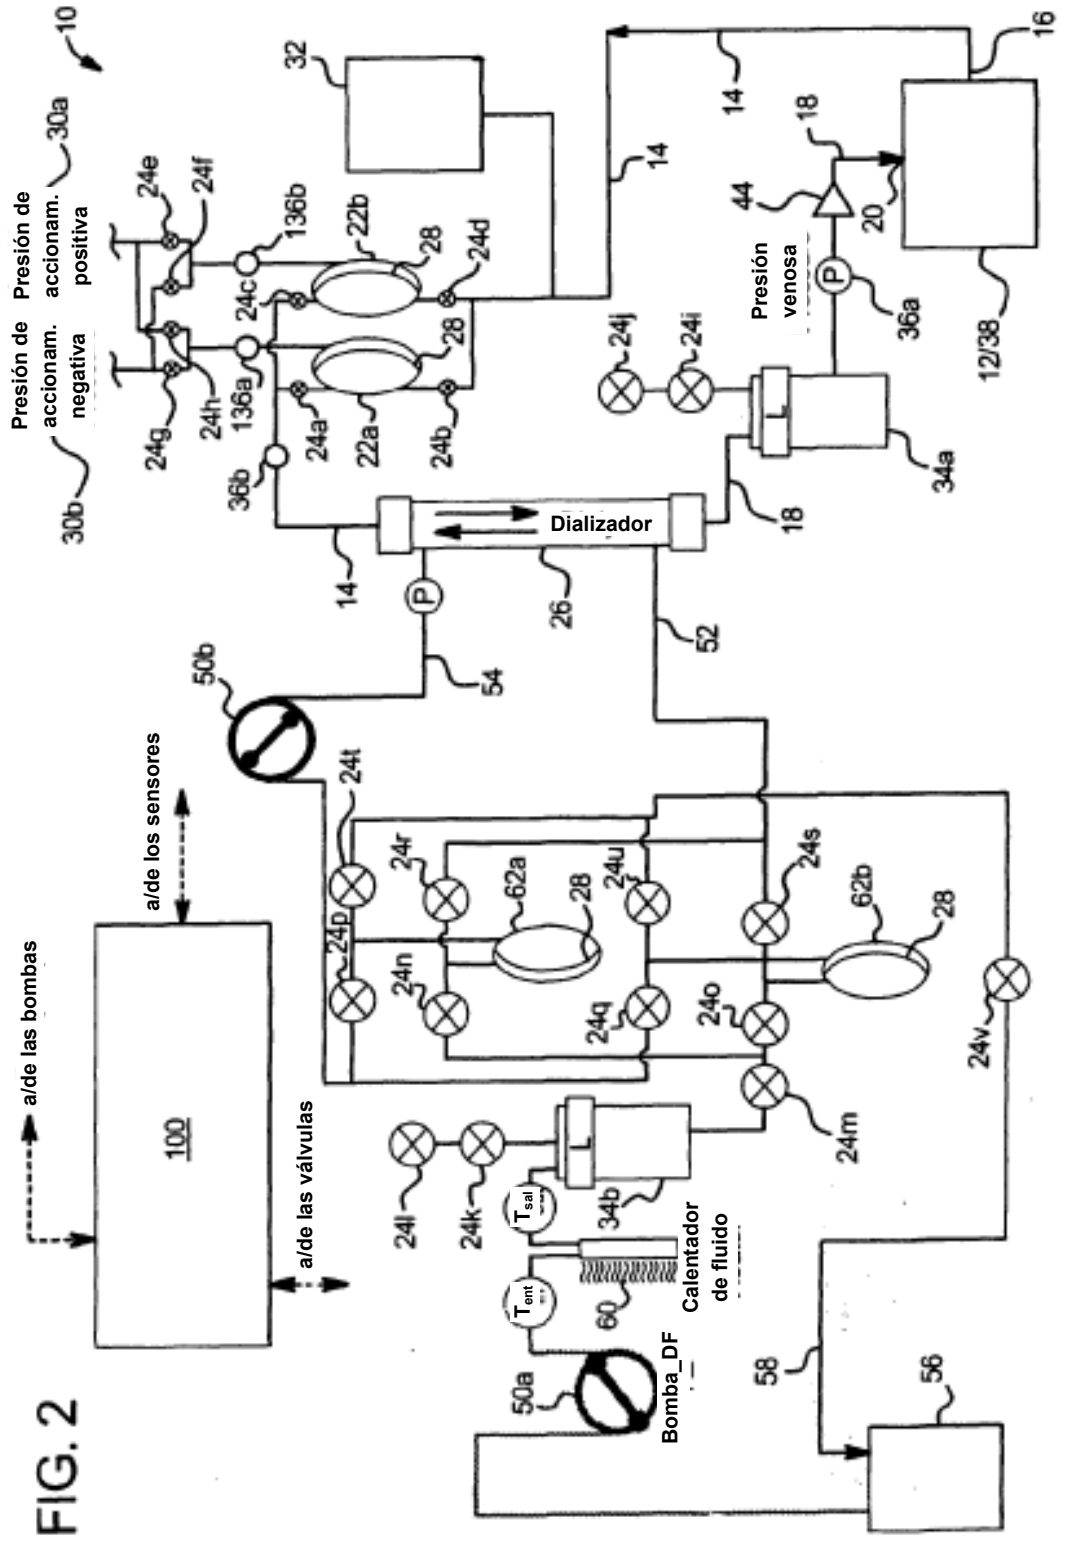 FIG. 2
10
Presión de
accionam.
positiva
30a
Presión de
accionam.
negativa
30b
24e
24f
24g
24h
136b
136a
22b
28
24c
24d
36b
24a
22a
28
24b
32
14
14
14
16
18
44
20
Presión
venosa
P
36a
12/38
24j
24i
L
34a
18
Dializador
26
P
54
52
50b
a/de los sensores
a/de las bombas
100
a/de las válvulas
24t
24r
62a
24u
28
24s
62b
28
24p
24n
24q
24o
24v
24m
24l
24k
L
34b
Tsal
Tent
60
Calentador
de fluido
50a
Bomba_DF
58
56